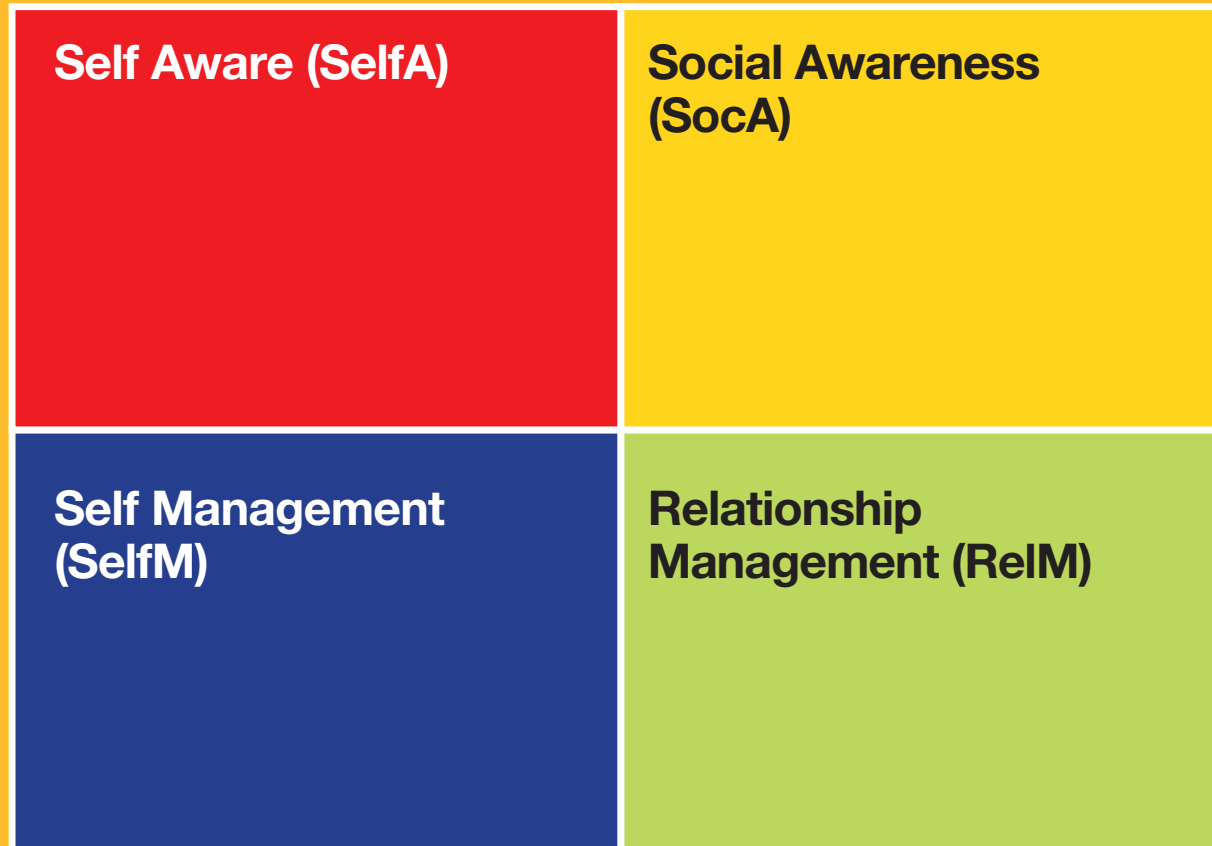 Self Aware (SelfA)
Social Awareness
(SocA)
Self Management
(SelfM)
Relationship
Management (RelM)